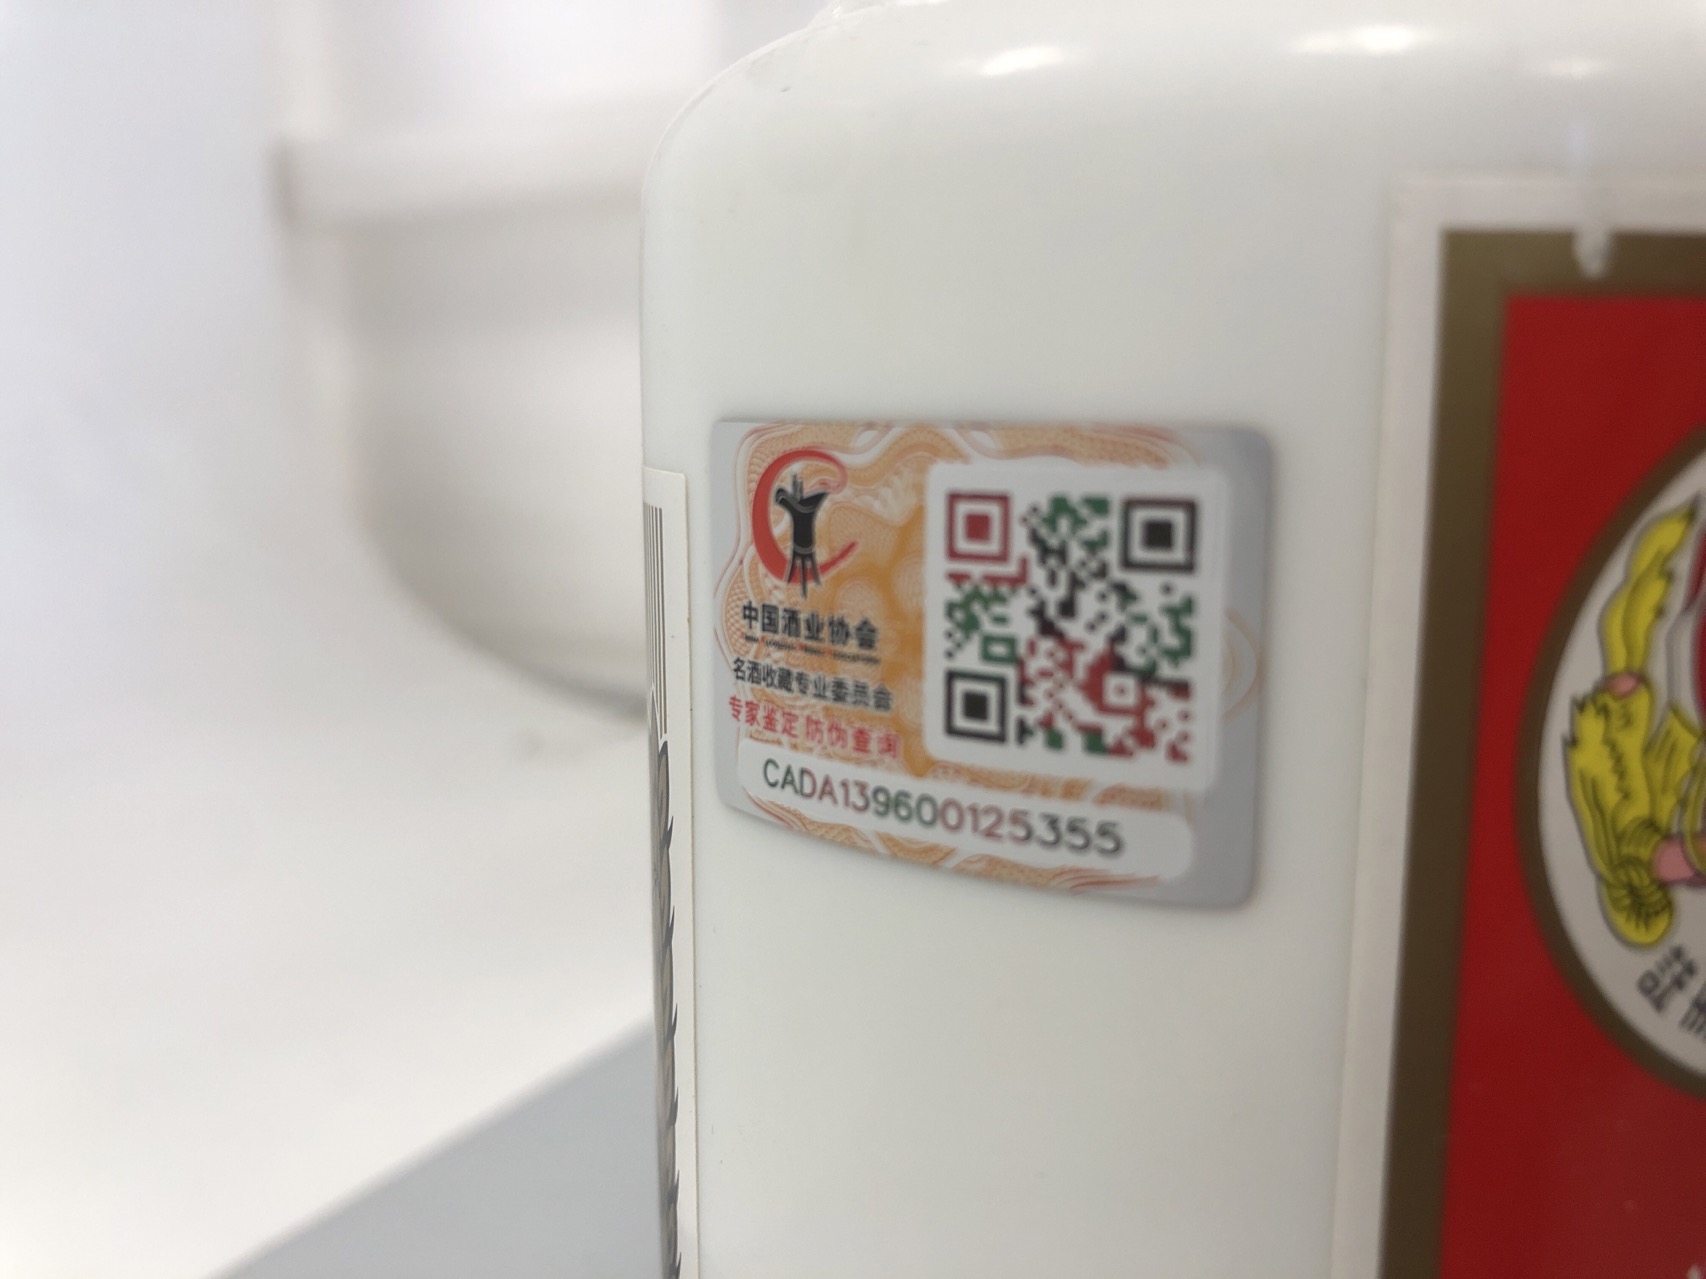 中国酒业协会
名酒收藏专业委员会
专家鉴定 防伪查询
CADA139600125355